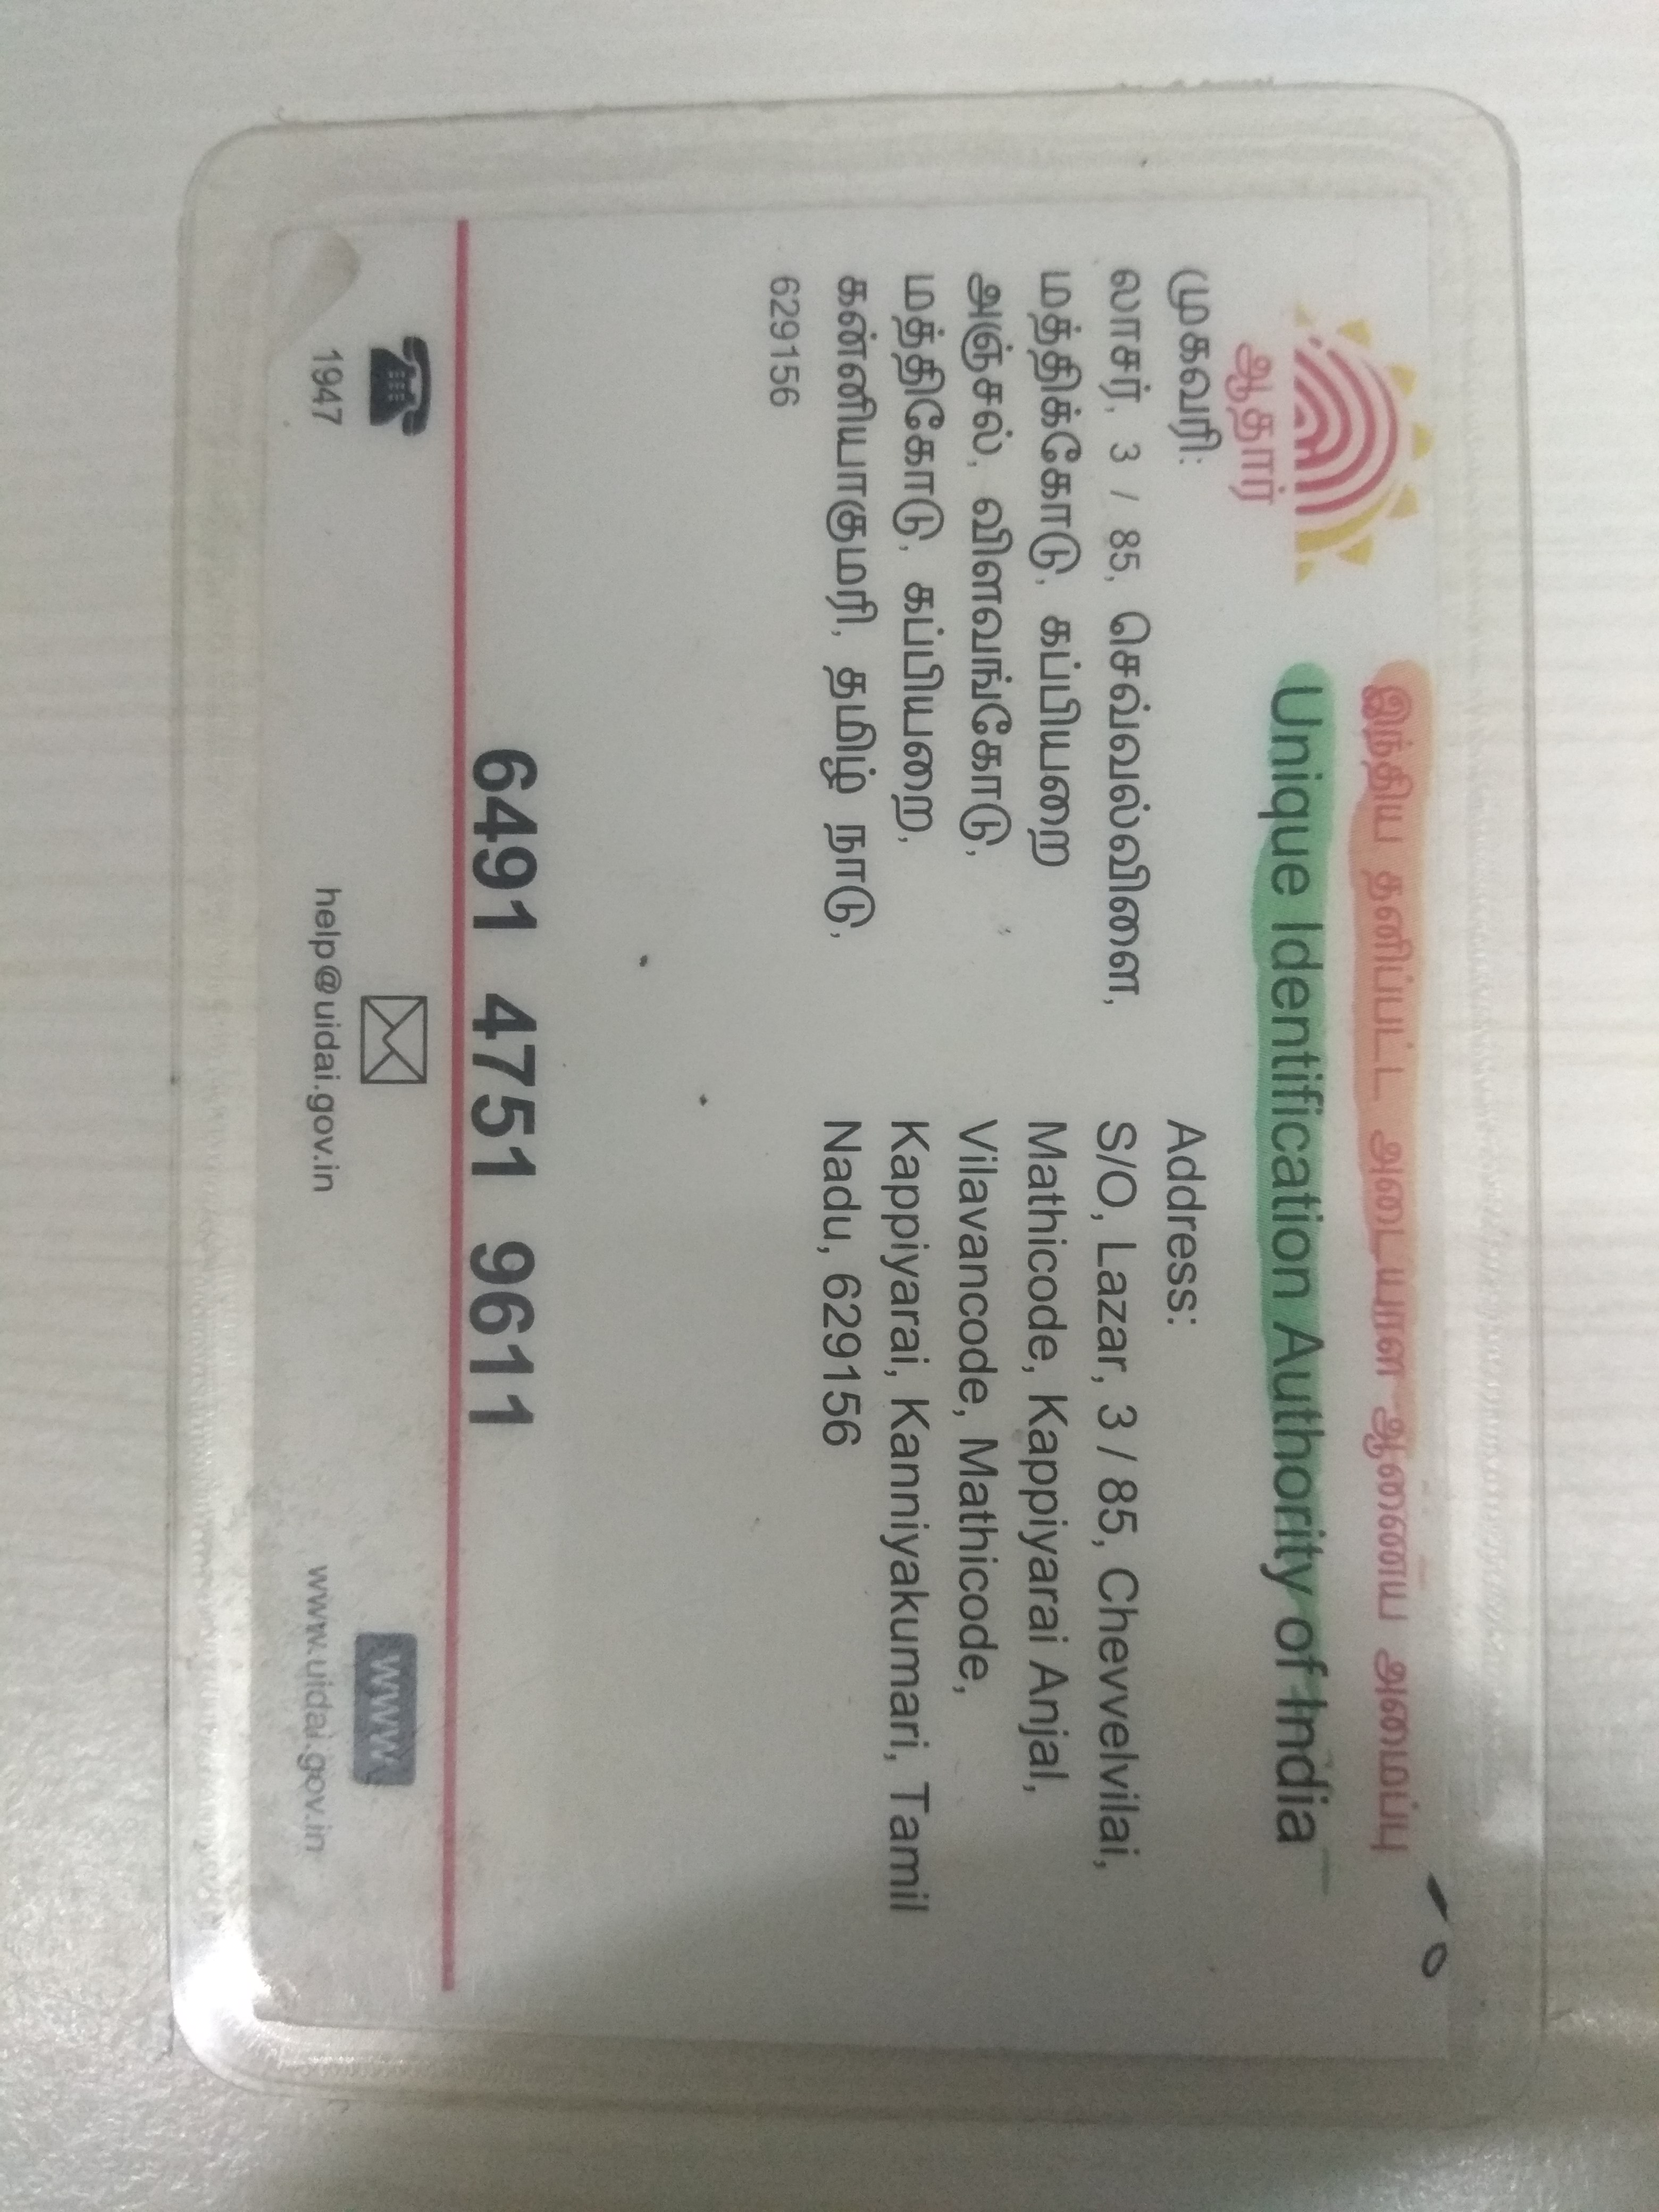 இந்திய தனிப்பட்ட அடையாள ஆணைய அமைப்பு
Unique Identification Authority of India
ஆதார்
முகவரி:
லாசர், 3 / 85, செவ்வல்விளை,
மத்திக்கோடு, கப்பியறை
அஞ்சல், விளவங்கோடு,
மத்திகோடு, கப்பியறை,
கன்னியாகுமரி, தமிழ் நாடு,
629156
Address:
S/O, Lazar, 3 / 85, Chevvelvilai,
Mathicode, Kappiyarai Anjal,
Vilavancode, Mathicode,
Kappiyarai, Kanniyakumari, Tamil
Nadu, 629156
6491 4751 9611
1947
help@uidai.gov.in
www
www.uidai.gov.in